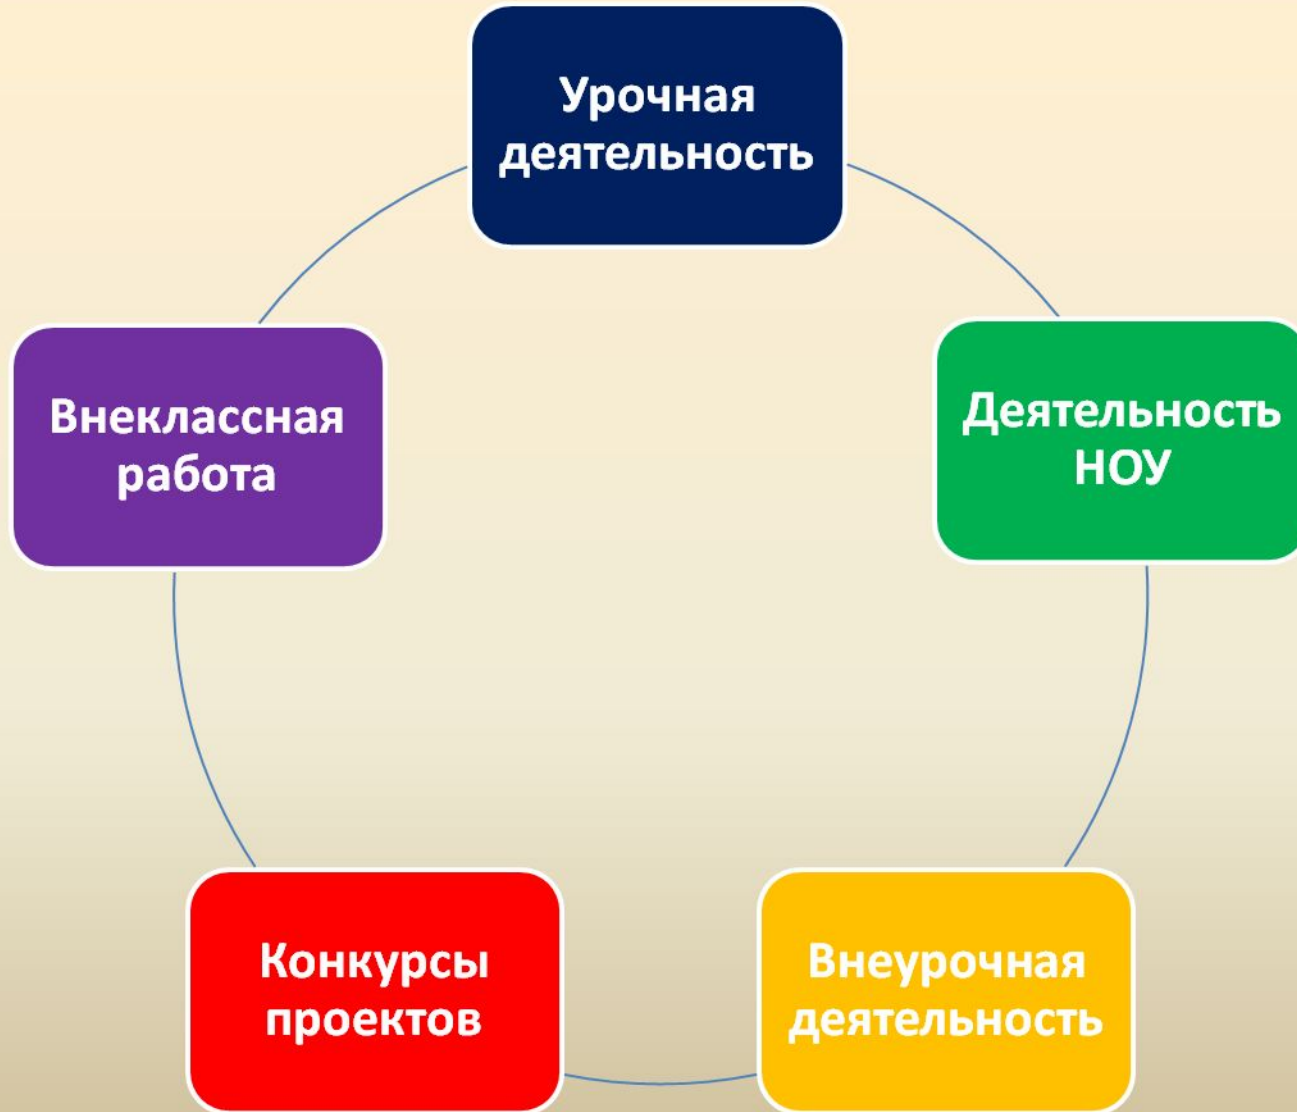 Урочная
деятельность
Деятельность
НОУ
Внеурочная
деятельность
Конкурсы
проектов
Внеклассная
работа